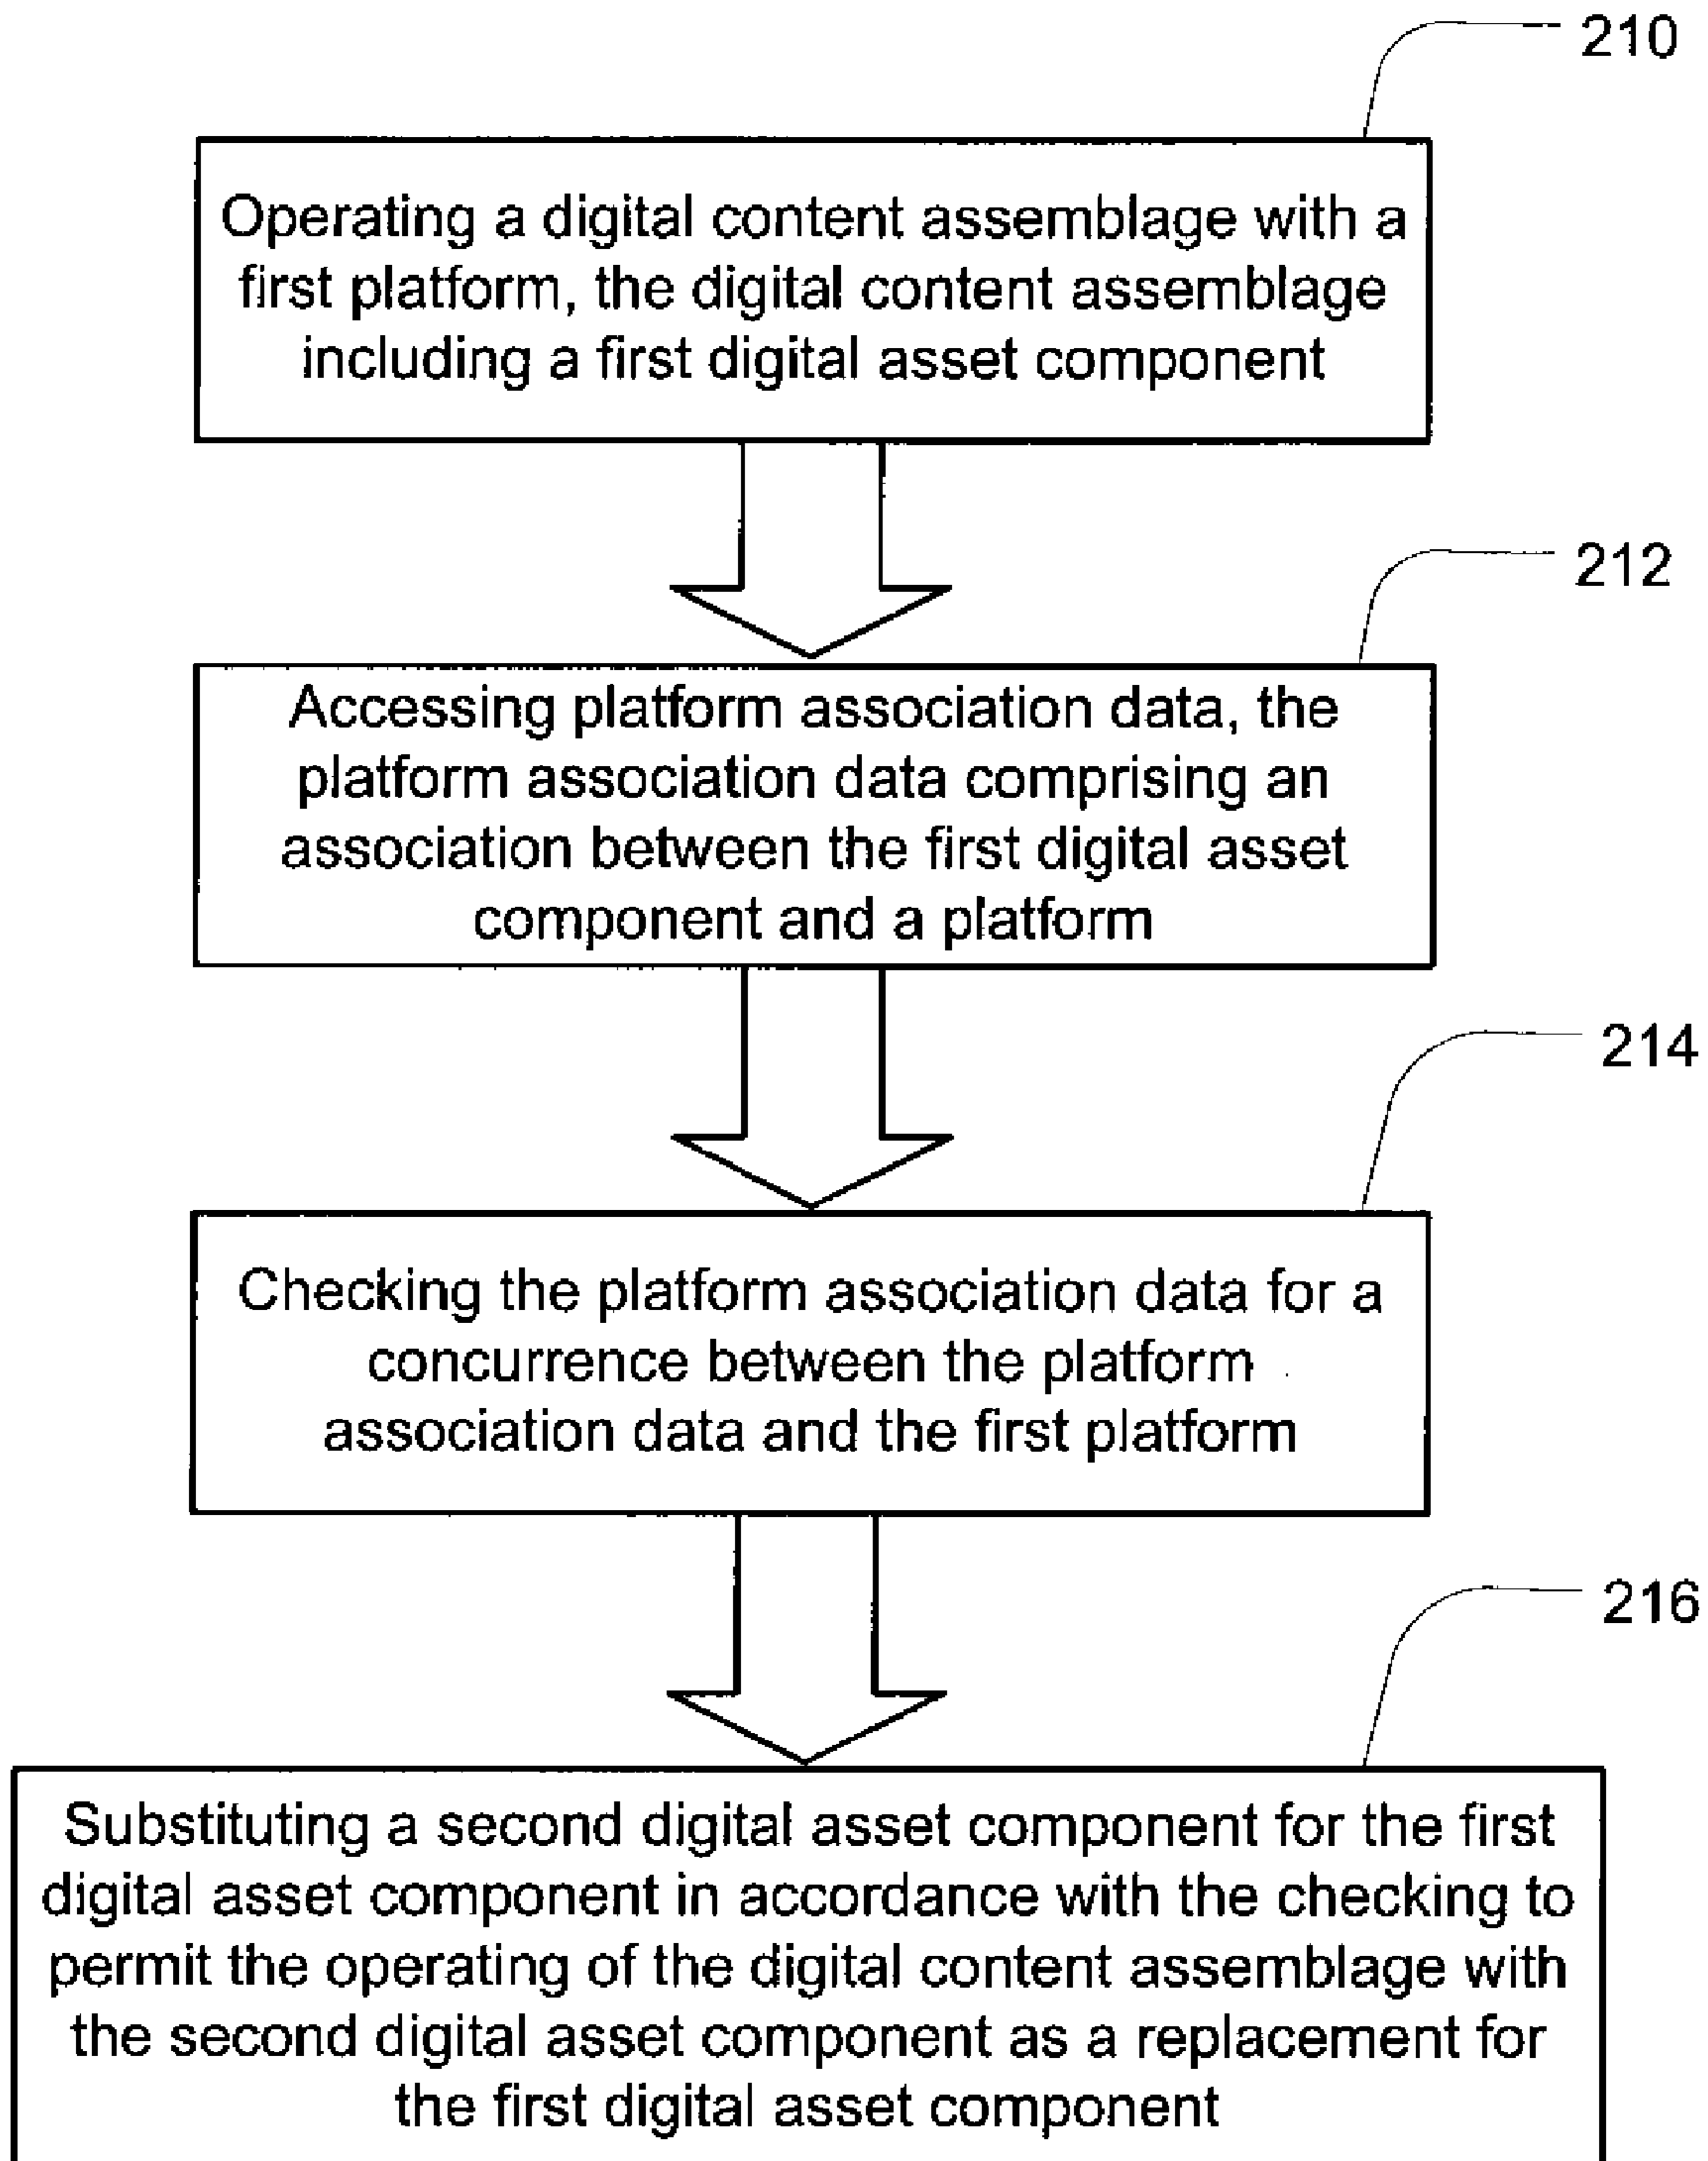 210
Operating a digital content assemblage with a
first platform, the digital content assemblage
including a first digital asset component
212
Accessing platform association data, the
platform association data comprising an
association between the first digital asset
component and a platform
214
Checking the platform association data for a
concurrence between the platform
association data and the first platform
216
Substituting a second digital asset component for the first
digital asset component in accordance with the checking to
permit the operating of the digital content assemblage with
the second digital asset component as a replacement for
the first digital asset component